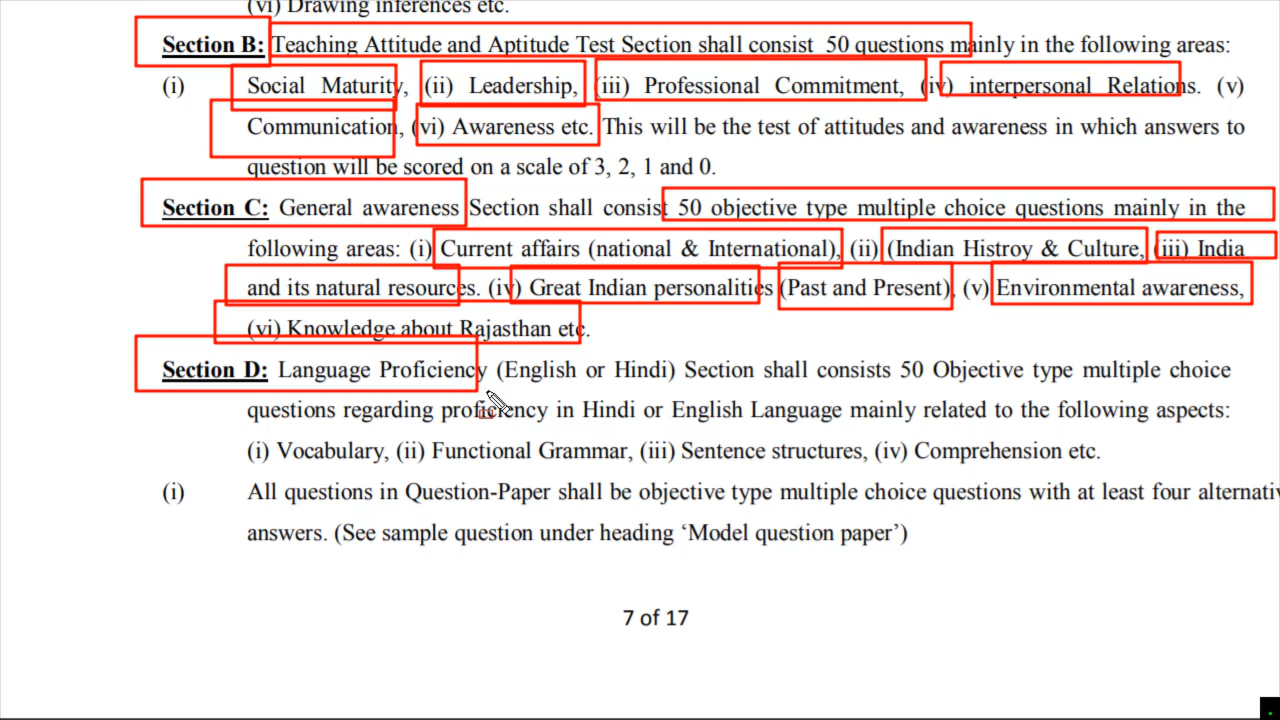 (vi) Drawing inferences etc.
Section B: Teaching Attitude and Aptitude Test Section shall consist 50 questions mainly in the following areas:
(i) Social Maturity, (ii) Leadership, (iii) Professional Commitment, (iv) interpersonal Relations. (v)
Communication, (vi) Awareness etc. This will be the test of attitudes and awareness in which answers to
question will be scored on a scale of 3, 2, 1 and 0.
Section C: General awareness Section shall consist 50 objective type multiple choice questions mainly in the
following areas: (i) Current affairs (national & International), (ii) (Indian Histroy & Culture, (iii) India
and its natural resources. (iv) Great Indian personalities (Past and Present), (v) Environmental awareness,
(vi) Knowledge about Rajasthan etc.
Section D: Language Proficiency (English or Hindi) Section shall consists 50 Objective type multiple choice
questions regarding proficiency in Hindi or English Language mainly related to the following aspects:
(i) Vocabulary, (ii) Functional Grammar, (iii) Sentence structures, (iv) Comprehension etc.
(i) All questions in Question-Paper shall be objective type multiple choice questions with at least four alternativ
answers. (See sample question under heading ‘Model question paper’)
7 of 17